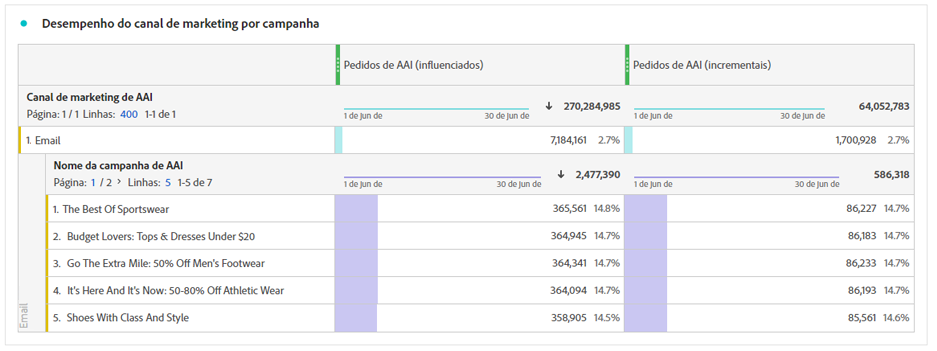 Desempenho do canal de marketing por campanha
Pedidos de AAI (influenciados) Pedidos de AAI (incrementais)
Canal de marketing de AAI
Página: 1 / 1 Linhas: 400 1-1 de 1
1 de jun de 30 de jun de ↓ 270,284,985
1 de jun de 30 de jun de 64,052,783
1. Email 7,184,161 2.7% 1,700,928 2.7%
Nome da campanha de AAI
Página: 1 / 2 > Linhas: 5 1-5 de 7
1 de jun de 30 de jun de ↓ 2,477,390
1 de jun de 30 de jun de 586,318
Email
1. The Best Of Sportswear 365,561 14.8% 86,227 14.7%
2. Budget Lovers: Tops & Dresses Under $20 364,945 14.7% 86,183 14.7%
3. Go The Extra Mile: 50% Off Men's Footwear 364,341 14.7% 86,233 14.7%
4. It's Here And It's Now: 50-80% Off Athletic Wear 364,094 14.7% 86,193 14.7%
5. Shoes With Class And Style 358,905 14.5% 85,561 14.6%